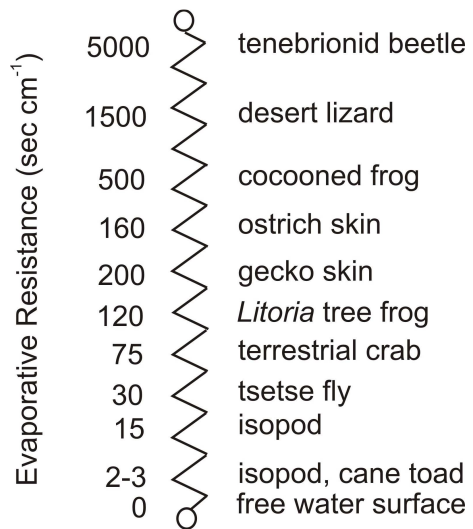 5000 tenebrionid beetle
1500 desert lizard
500 cocooned frog
160 ostrich skin
200 gecko skin
120 Litoria tree frog
75 terrestrial crab
30 tsetse fly
15 isopod
2-3 isopod, cane toad
0 free water surface
Evaporative Resistance (sec cm⁻¹)